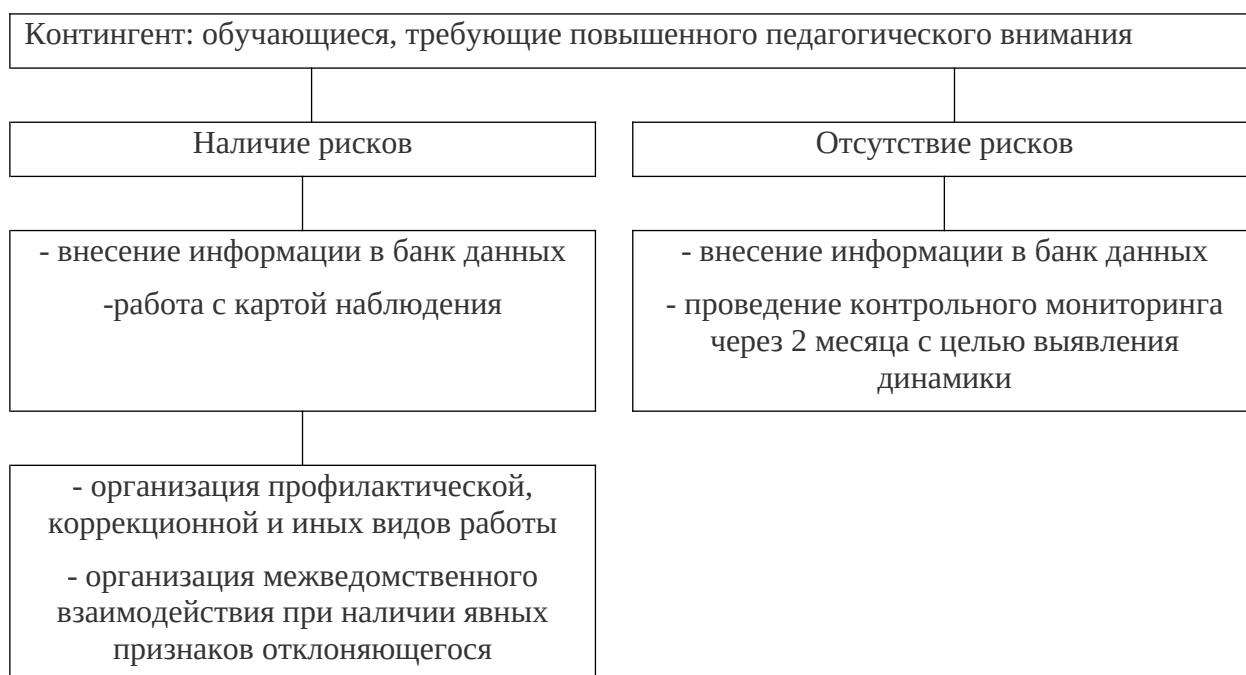 Контингент: обучающиеся, требующие повышенного педагогического внимания
Наличие рисков
Отсутствие рисков
- внесение информации в банк данных
-работа с картой наблюдения
- внесение информации в банк данных
- проведение контрольного мониторинга
через 2 месяца с целью выявления
динамики
- организация профилактической,
коррекционной и иных видов работы
- организация межведомственного
взаимодействия при наличии явных
признаков отклоняющегося